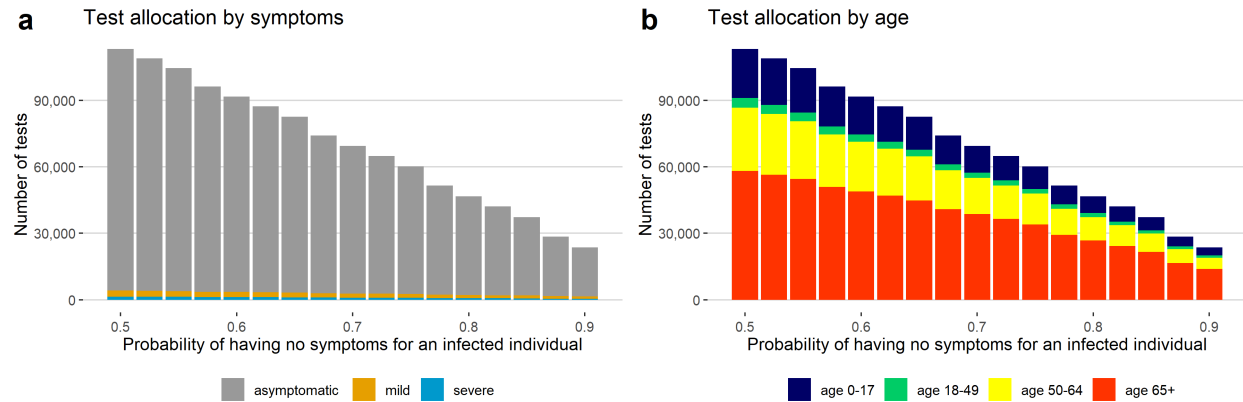 a
Test allocation by symptoms
Number of tests
90,000
60,000
30,000
0
0.5 0.6 0.7 0.8 0.9
Probability of having no symptoms for an infected individual
asymptomatic mild severe
b
Test allocation by age
Number of tests
90,000
60,000
30,000
0
0.5 0.6 0.7 0.8 0.9
Probability of having no symptoms for an infected individual
age 0-17 age 18-49 age 50-64 age 65+